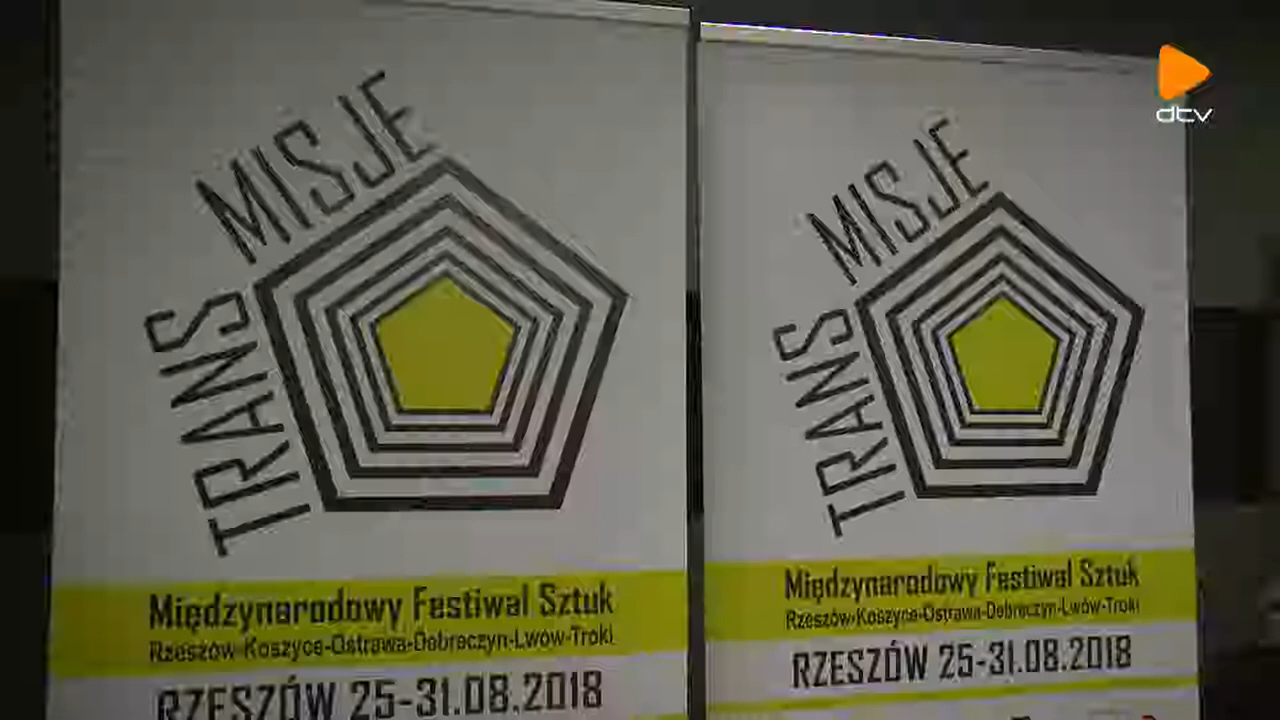 TRANS MISJE
Międzynarodowy Festiwal Sztuk
Rzeszów-Koszyce-Ostrawa-Debreczyn-Lwów-Troki
RZESZÓW 25-31.08.2018
TRANS MISJE
Międzynarodowy Festiwal Sztuk
Rzeszów-Koszyce-Ostrawa-Debreczyn-Lwów-Troki
RZESZÓW 25-31.08.2018
dtv